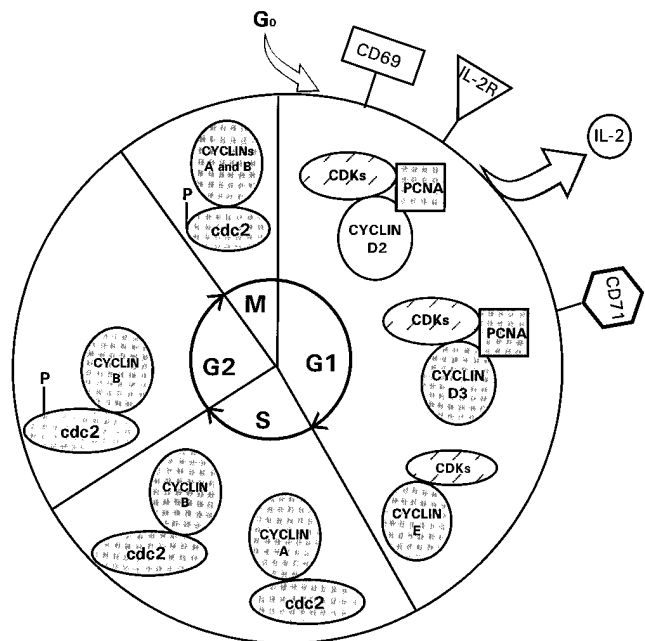 G₀
CD69
IL-2R
IL-2
CD71
CYCLINs
A and B
P
cdc2
CDKs
PCNA
CYCLIN
D2
CDKs
PCNA
CYCLIN
D3
CDKs
CYCLIN
E
M
G1
G2
S
CYCLIN
B
P
cdc2
CYCLIN
B
cdc2
CYCLIN
A
cdc2